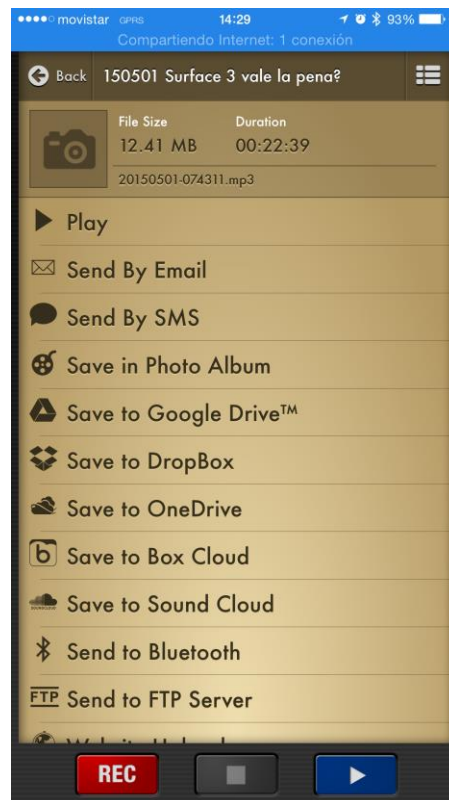 movistar GPRS 14:29 93%
Compartiendo Internet: 1 conexión
Back 150501 Surface 3 vale la pena?
File Size Duration
12.41 MB 00:22:39
20150501-074311.mp3
Play
Send By Email
Send By SMS
Save in Photo Album
Save to Google Drive™
Save to DropBox
Save to OneDrive
b Save to Box Cloud
Save to Sound Cloud
Send to Bluetooth
FTP Send to FTP Server
REC